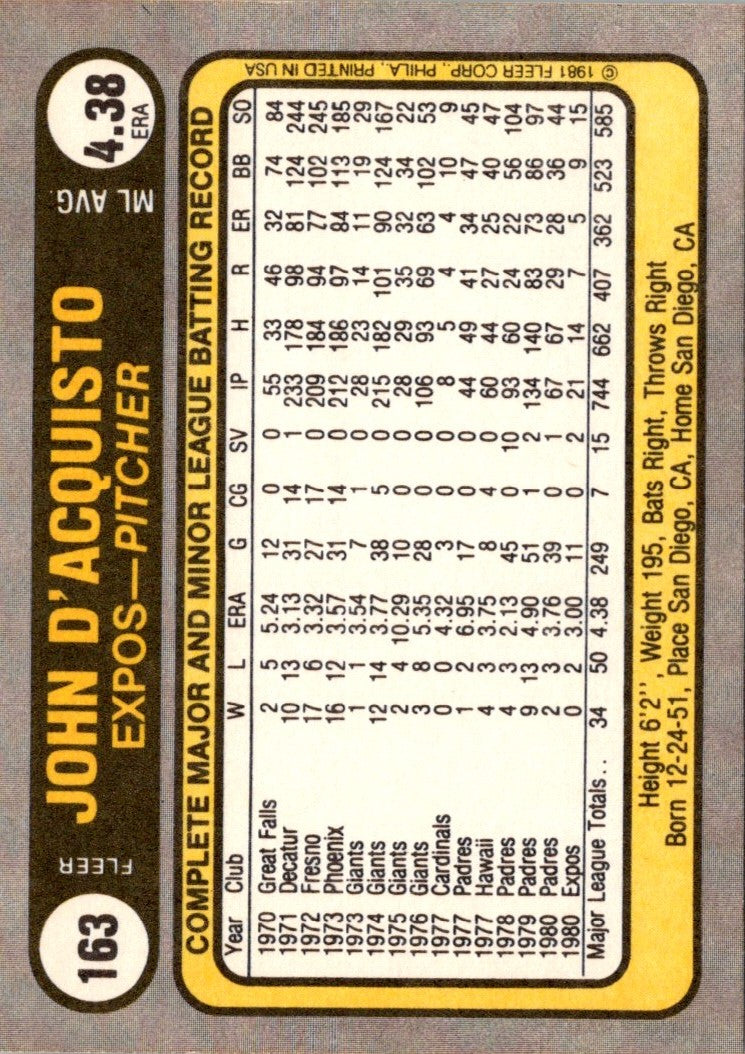 163
FLEER
JOHN D'ACQUISTO
EXPOS—PITCHER
ML AVG.
4.38
ERA
COMPLETE MAJOR AND MINOR LEAGUE BATTING RECORD
Year Club W L ERA G CG SV IP H R ER BB SO
1970 Great Falls 2 5 5.24 12 0 0 55 33 46 32 74 84
1971 Decatur 10 13 3.13 31 14 1 233 178 98 81 124 244
1972 Fresno 17 6 3.32 27 17 0 209 184 94 77 102 245
1973 Phoenix 16 12 3.57 31 14 0 212 186 97 84 113 185
1973 Giants 1 1 3.54 7 1 0 28 23 14 11 19 29
1974 Giants 12 14 3.77 38 5 0 215 182 101 90 124 167
1975 Giants 2 4 10.29 10 0 0 28 29 35 32 34 22
1976 Giants 3 8 5.35 28 0 0 106 93 69 63 102 53
1977 Cardinals 0 0 4.32 3 0 0 8 5 4 4 10 9
1977 Padres 1 2 6.95 17 0 0 44 49 41 34 47 45
1977 Hawaii 4 3 3.75 8 4 0 60 44 27 25 40 47
1978 Padres 4 3 2.13 45 0 10 93 60 24 22 56 104
1979 Padres 9 13 4.90 51 1 2 134 140 83 73 86 97
1980 Padres 2 3 3.76 39 0 1 67 67 29 28 36 44
1980 Expos 0 2 3.00 11 0 2 21 14 7 5 9 15
Major League Totals.. 34 50 4.38 249 7 15 744 662 407 362 523 585
Height 6'2'', Weight 195, Bats Right, Throws Right
Born 12-24-51, Place San Diego, CA, Home San Diego, CA
© 1981 FLEER CORP., PHILA., PRINTED IN USA